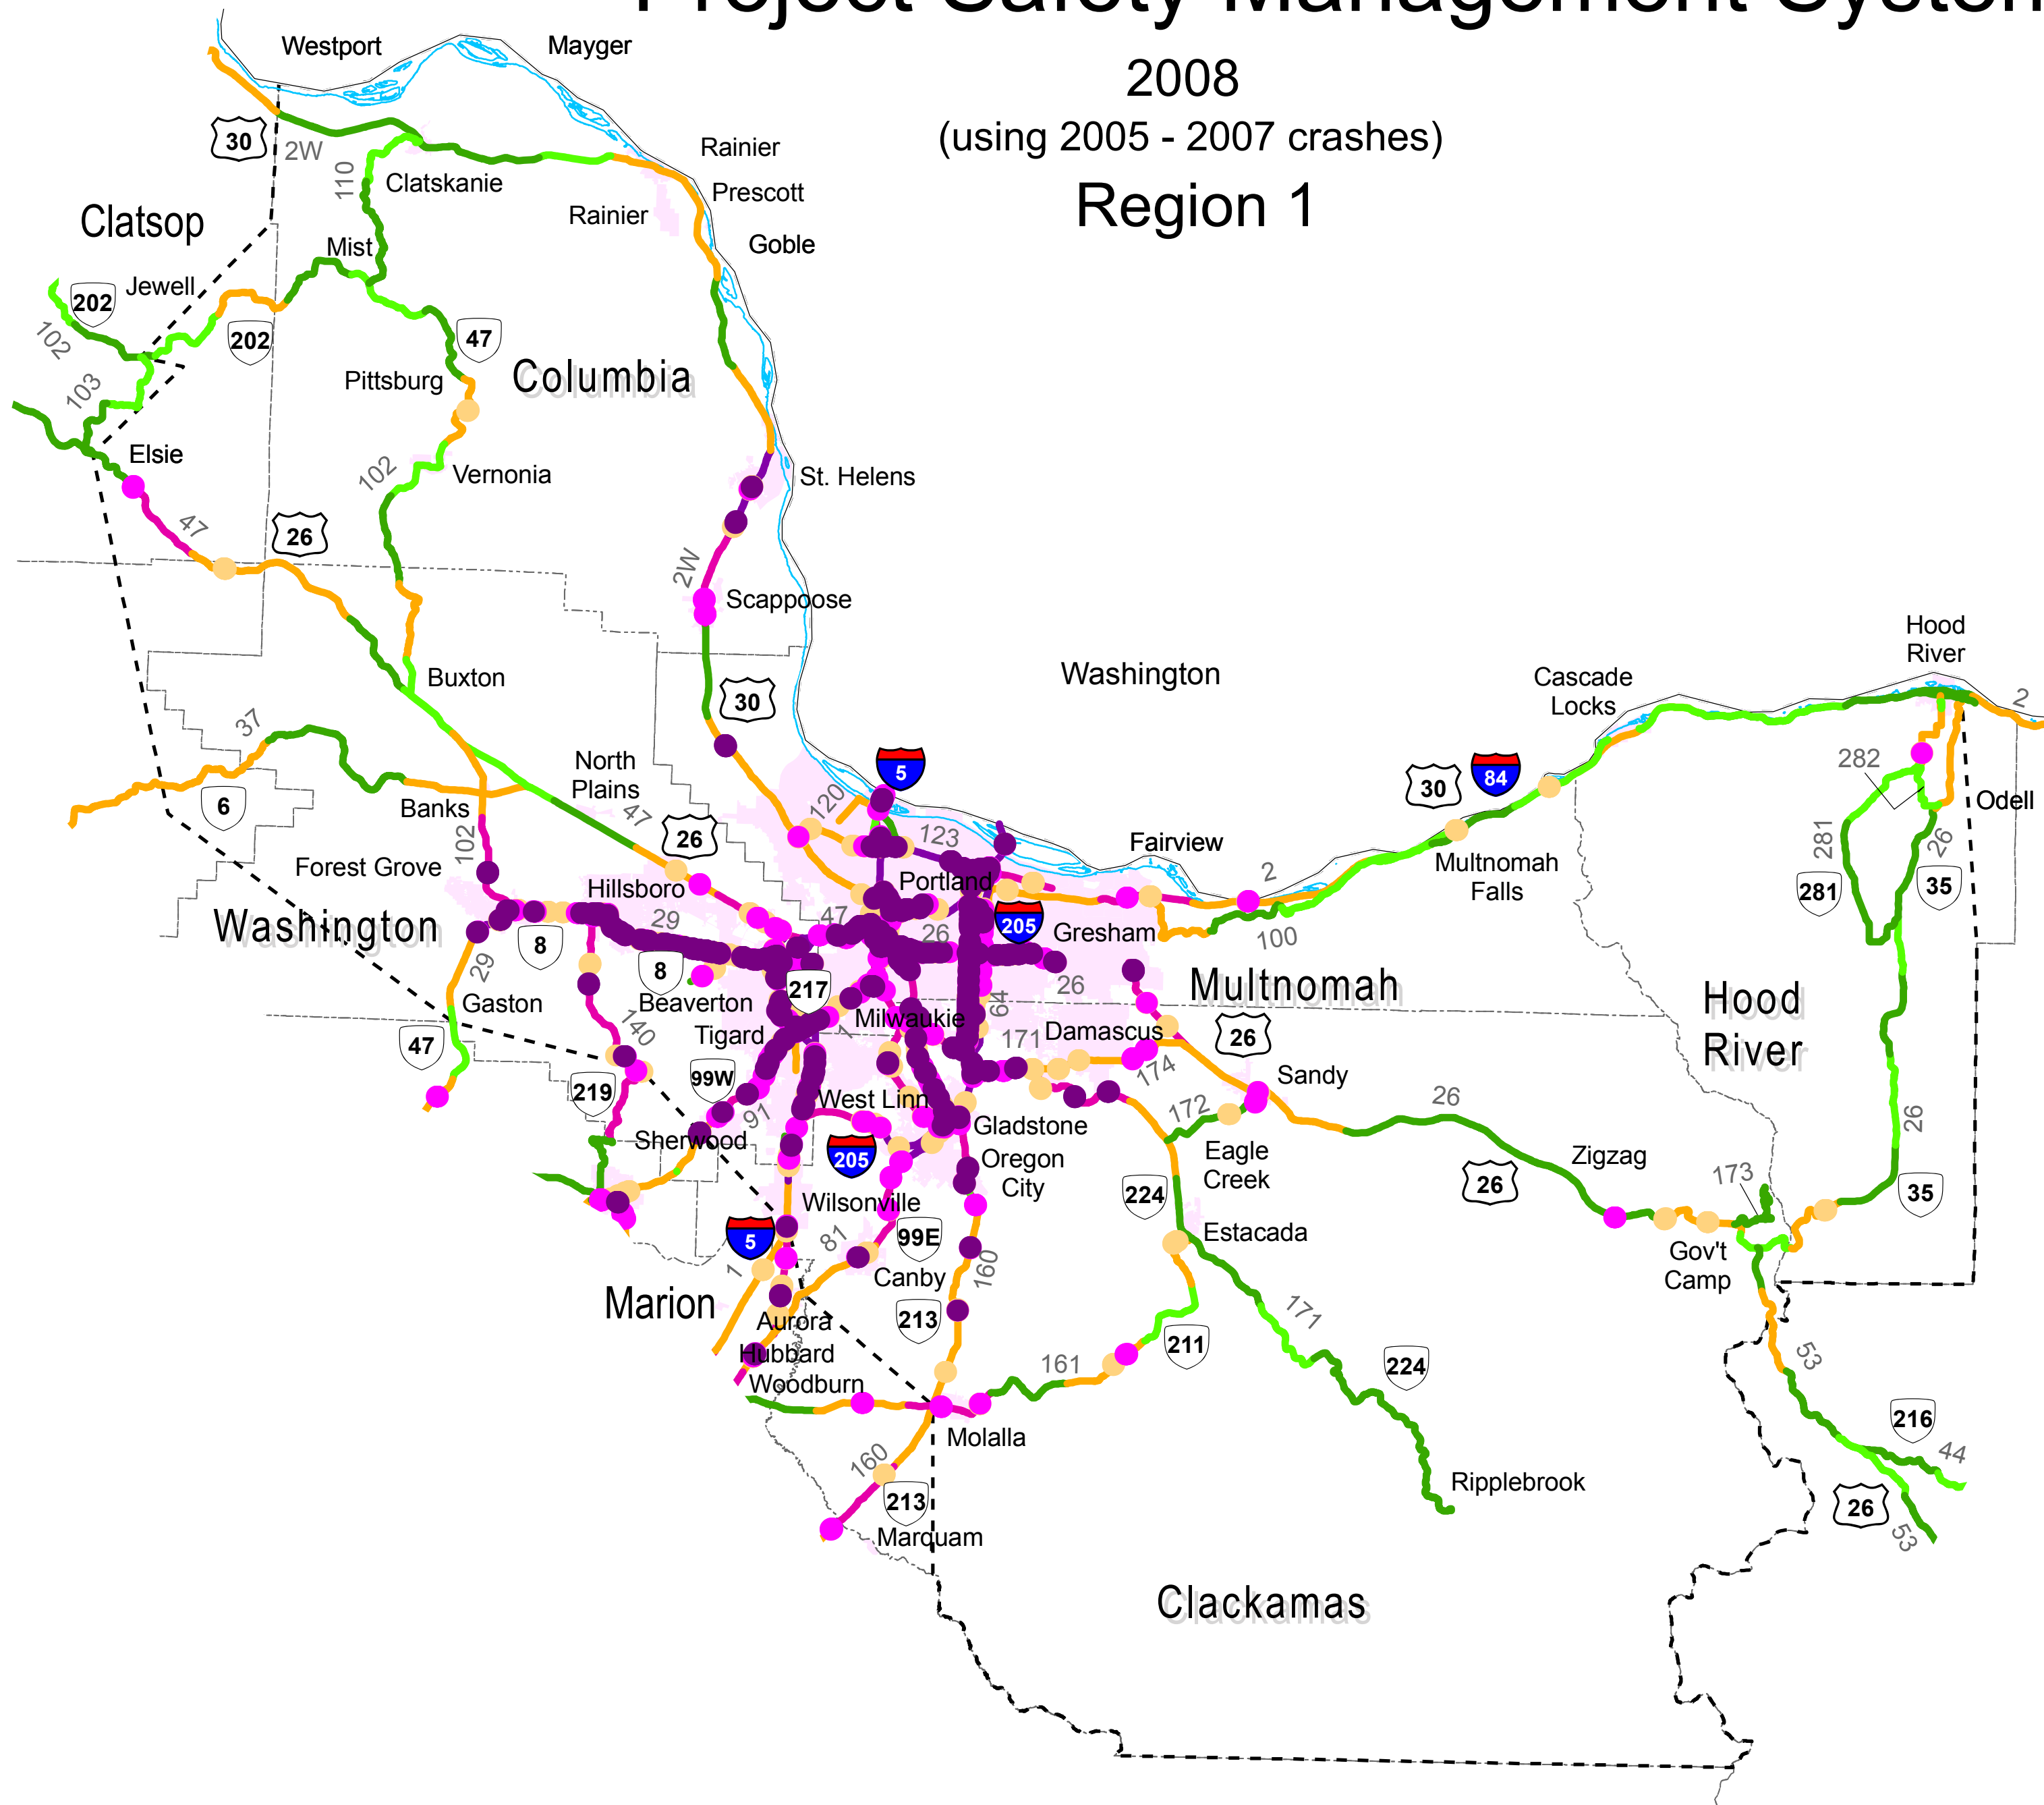 Project Safety Management System
2008
(using 2005 - 2007 crashes)
Region 1
Westport
Mayger
30
2W
110
Clatskanie
Rainier
Prescott
Rainier
Goble
Clatsop
Mist
Jewell
202
102
202
47
103
Pittsburg
Columbia
Elsie
102
Vernonia
St. Helens
47
26
2W
Scappoose
Buxton
30
Washington
Hood
River
Cascade
Locks
2
37
6
Banks
North
Plains
47
26
5
120
123
30
84
282
Odell
281
26
281
35
102
Forest Grove
Hillsboro
Portland
Fairview
2
Multnomah
Falls
Washington
8
29
47
26
205
Gresham
100
29
8
Beaverton
217
26
Multnomah
Hood
River
Gaston
Tigard
1
Milwaukie
64
171
Damascus
26
47
140
219
99W
91
West Linn
174
Sandy
172
26
26
Sherwood
205
Gladstone
Eagle
Creek
Oregon
City
Zigzag
173
26
35
224
Wilsonville
Estacada
5
81
99E
160
Gov't
Camp
1
Canby
Marion
Aurora
213
171
211
224
53
Hubbard
161
Woodburn
216
44
Molalla
160
213
Ripplebrook
26
53
Marquam
Clackamas